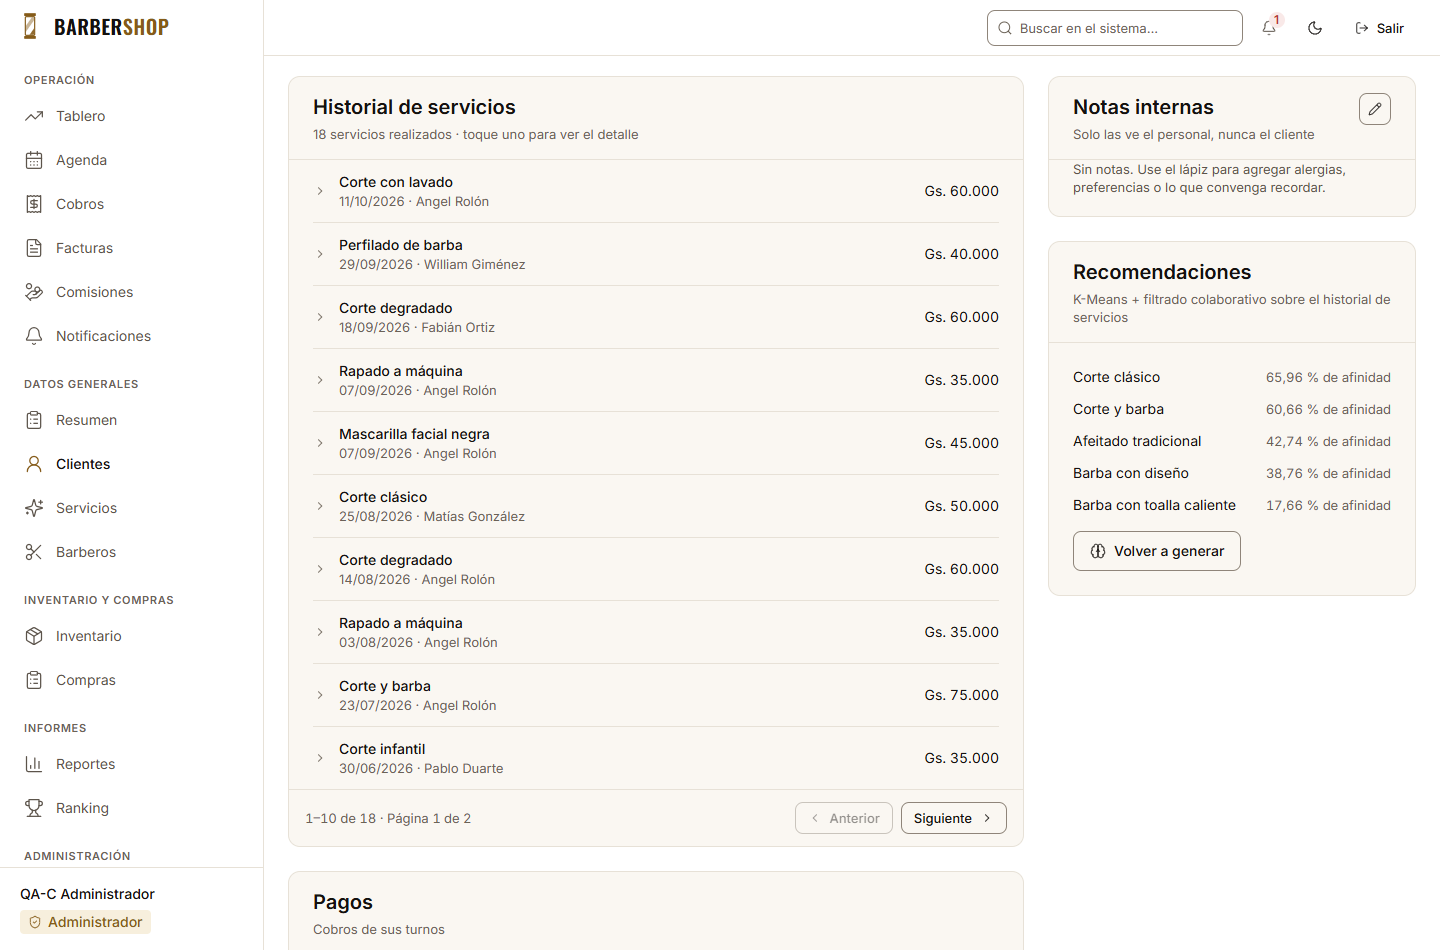 BARBERSHOP
OPERACIÓN
Tablero
Agenda
Cobros
Facturas
Comisiones
Notificaciones
DATOS GENERALES
Resumen
Clientes
Servicios
Barberos
INVENTARIO Y COMPRAS
Inventario
Compras
INFORMES
Reportes
Ranking
ADMINISTRACIÓN
QA-C Administrador
Administrador
Buscar en el sistema...
1
Salir
Historial de servicios
18 servicios realizados · toque uno para ver el detalle
Corte con lavado
11/10/2026 · Angel Rolón
Gs. 60.000
Perfilado de barba
29/09/2026 · William Giménez
Gs. 40.000
Corte degradado
18/09/2026 · Fabián Ortiz
Gs. 60.000
Rapado a máquina
07/09/2026 · Angel Rolón
Gs. 35.000
Mascarilla facial negra
07/09/2026 · Angel Rolón
Gs. 45.000
Corte clásico
25/08/2026 · Matías González
Gs. 50.000
Corte degradado
14/08/2026 · Angel Rolón
Gs. 60.000
Rapado a máquina
03/08/2026 · Angel Rolón
Gs. 35.000
Corte y barba
23/07/2026 · Angel Rolón
Gs. 75.000
Corte infantil
30/06/2026 · Pablo Duarte
Gs. 35.000
1–10 de 18 · Página 1 de 2
Anterior
Siguiente
Pagos
Cobros de sus turnos
Notas internas
Solo las ve el personal, nunca el cliente
Sin notas. Use el lápiz para agregar alergias,
preferencias o lo que convenga recordar.
Recomendaciones
K-Means + filtrado colaborativo sobre el historial de
servicios
Corte clásico 65,96 % de afinidad
Corte y barba 60,66 % de afinidad
Afeitado tradicional 42,74 % de afinidad
Barba con diseño 38,76 % de afinidad
Barba con toalla caliente 17,66 % de afinidad
Volver a generar